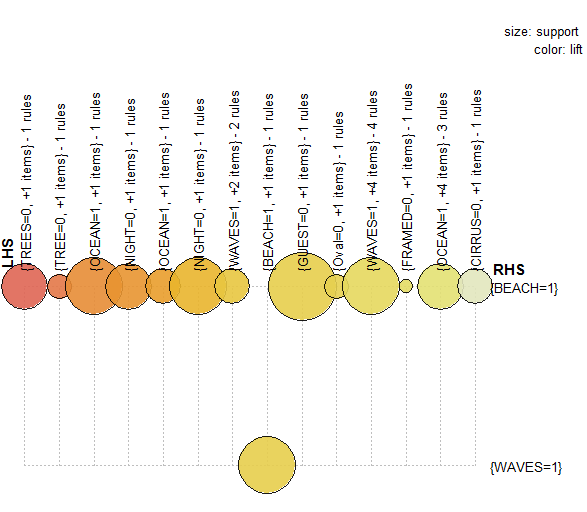 size: support
color: lift
{TREES=0, +1 items} - 1 rules
{TREE=0, +1 items} - 1 rules
{OCEAN=1, +1 items} - 1 rules
{NIGHT=0, +1 items} - 1 rules
{OCEAN=1, +1 items} - 1 rules
{NIGHT=0, +1 items} - 1 rules
{WAVES=1, +2 items} - 2 rules
{BEACH=1, +1 items} - 1 rules
{GUEST=0, +1 items} - 1 rules
{Oval=0, +1 items} - 1 rules
{WAVES=1, +4 items} - 4 rules
{FRAMED=0, +1 items} - 1 rules
{OCEAN=1, +4 items} - 3 rules
{CIRRUS=0, +1 items} - 1 rules
LHS
RHS
{BEACH=1}
{WAVES=1}